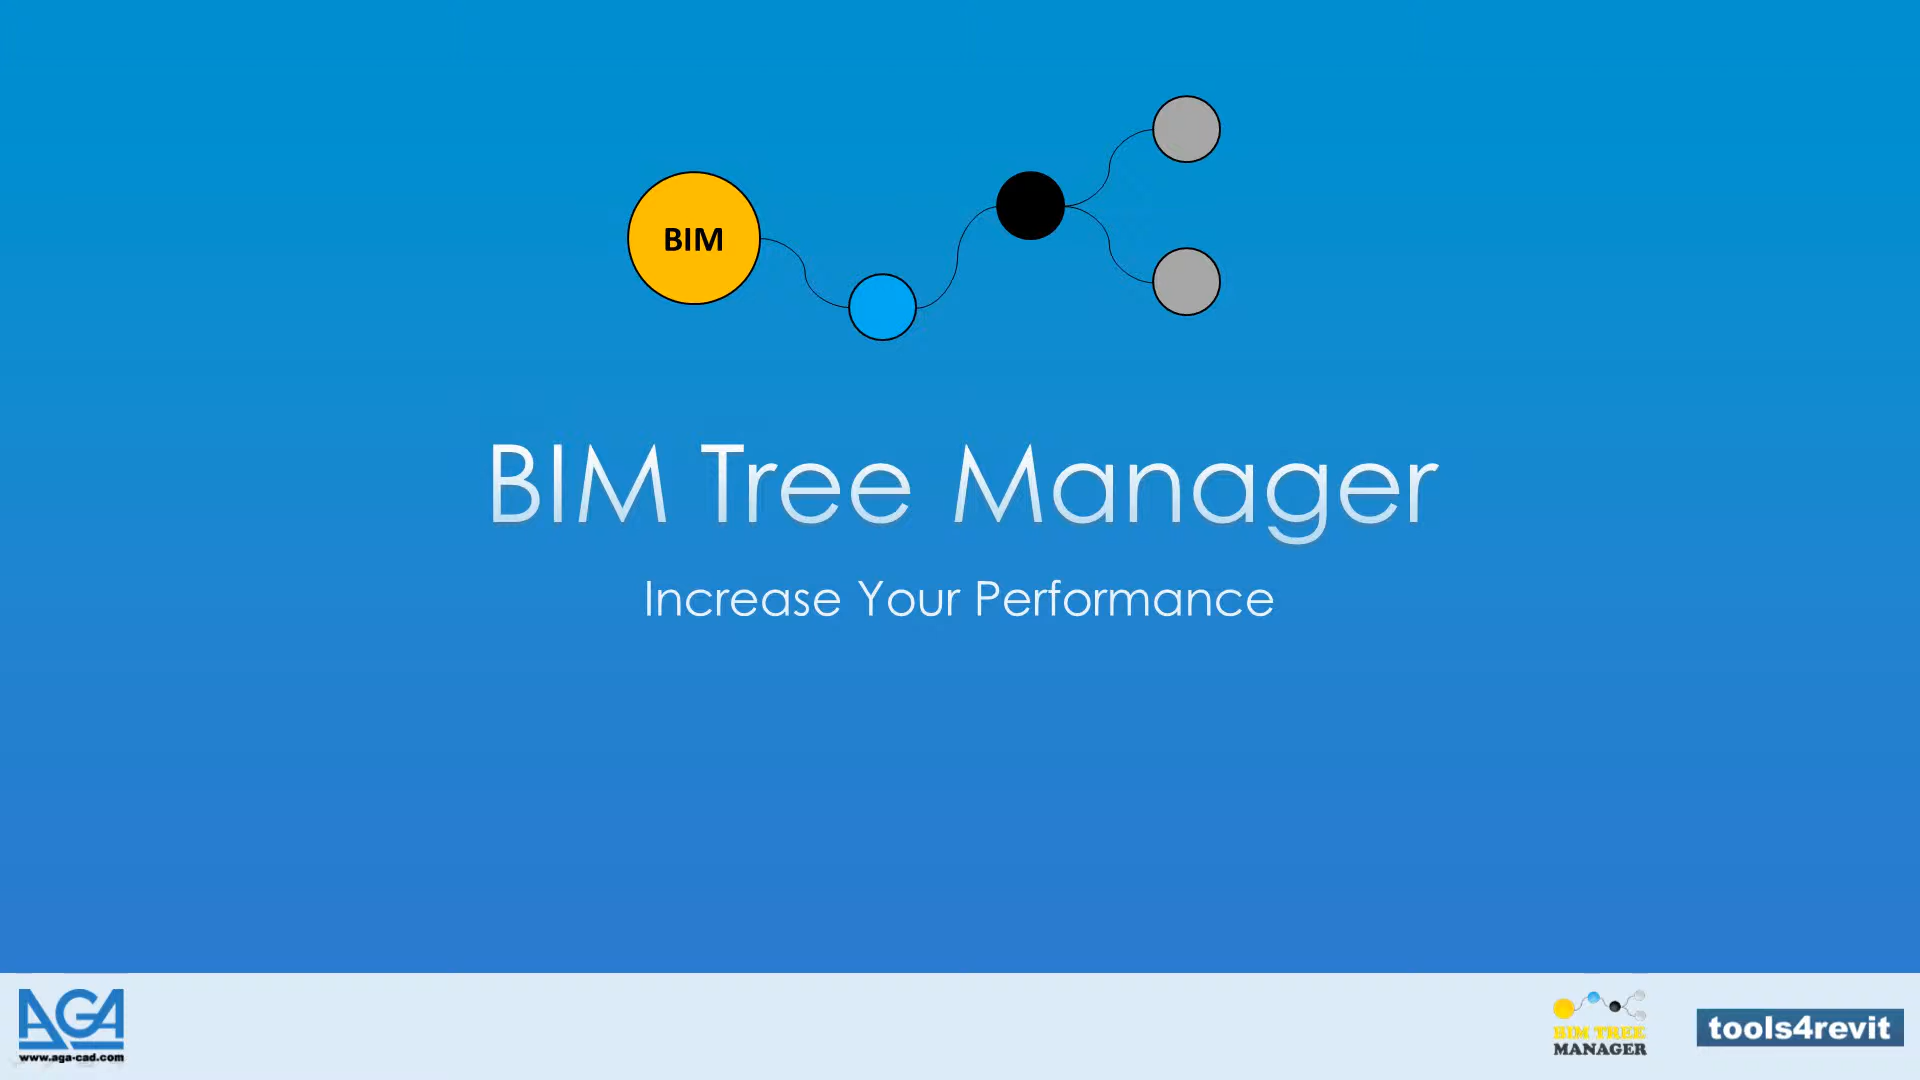 BIM
BIM Tree Manager
Increase Your Performance
AGA
www.aga-cad.com
BIM TREE
MANAGER
tools4revit